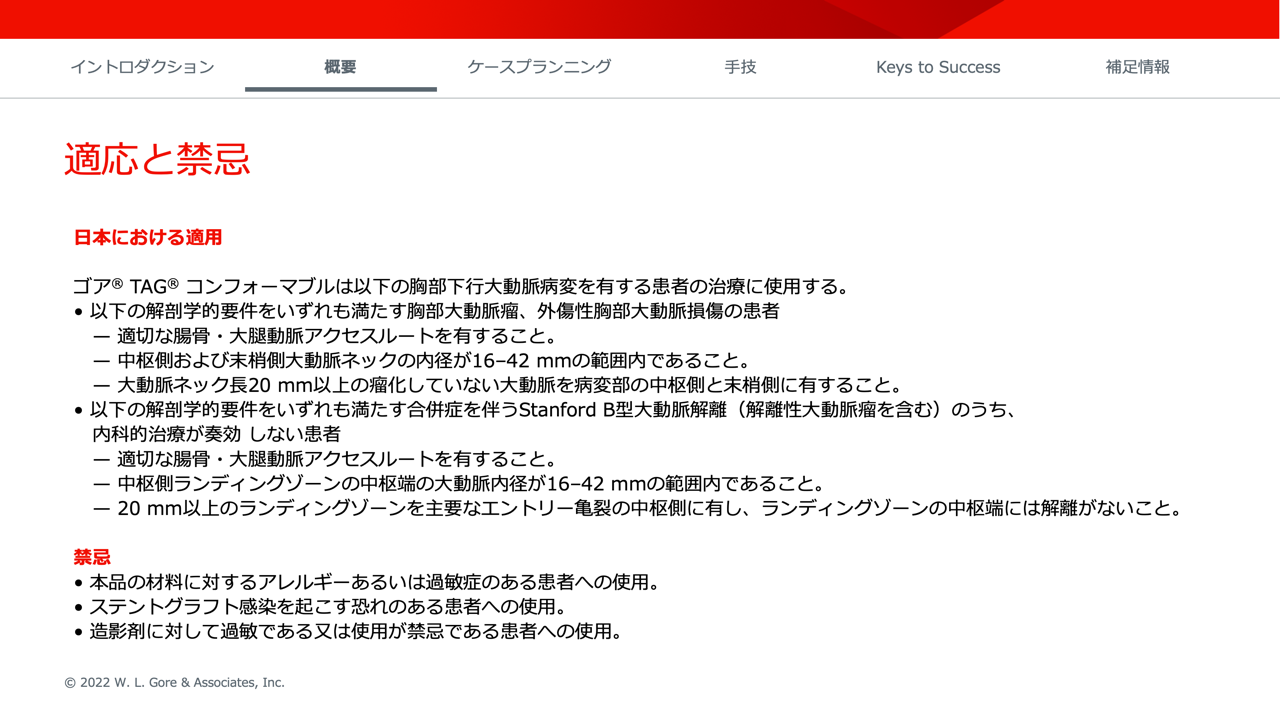 イントロダクション
概要
ケースプランニング
手技
Keys to Success
補足情報
適応と禁忌
日本における適用
ゴア® TAG® コンフォーマブルは以下の胸部下行大動脈病変を有する患者の治療に使用する。
• 以下の解剖学的要件をいずれも満たす胸部大動脈瘤、外傷性胸部大動脈損傷の患者
— 適切な腸骨・大腿動脈アクセスルートを有すること。
— 中枢側および末梢側大動脈ネックの内径が16–42 mmの範囲内であること。
— 大動脈ネック長20 mm以上の瘤化していない大動脈を病変部の中枢側と末梢側に有すること。
• 以下の解剖学的要件をいずれも満たす合併症を伴うStanford B型大動脈解離（解離性大動脈瘤を含む）のうち、
内科的治療が奏効 しない患者
— 適切な腸骨・大腿動脈アクセスルートを有すること。
— 中枢側ランディングゾーンの中枢端の大動脈内径が16–42 mmの範囲内であること。
— 20 mm以上のランディングゾーンを主要なエントリー亀裂の中枢側に有し、ランディングゾーンの中枢端には解離がないこと。
禁忌
• 本品の材料に対するアレルギーあるいは過敏症のある患者への使用。
• ステントグラフト感染を起こす恐れのある患者への使用。
• 造影剤に対して過敏である又は使用が禁忌である患者への使用。
© 2022 W. L. Gore & Associates, Inc.